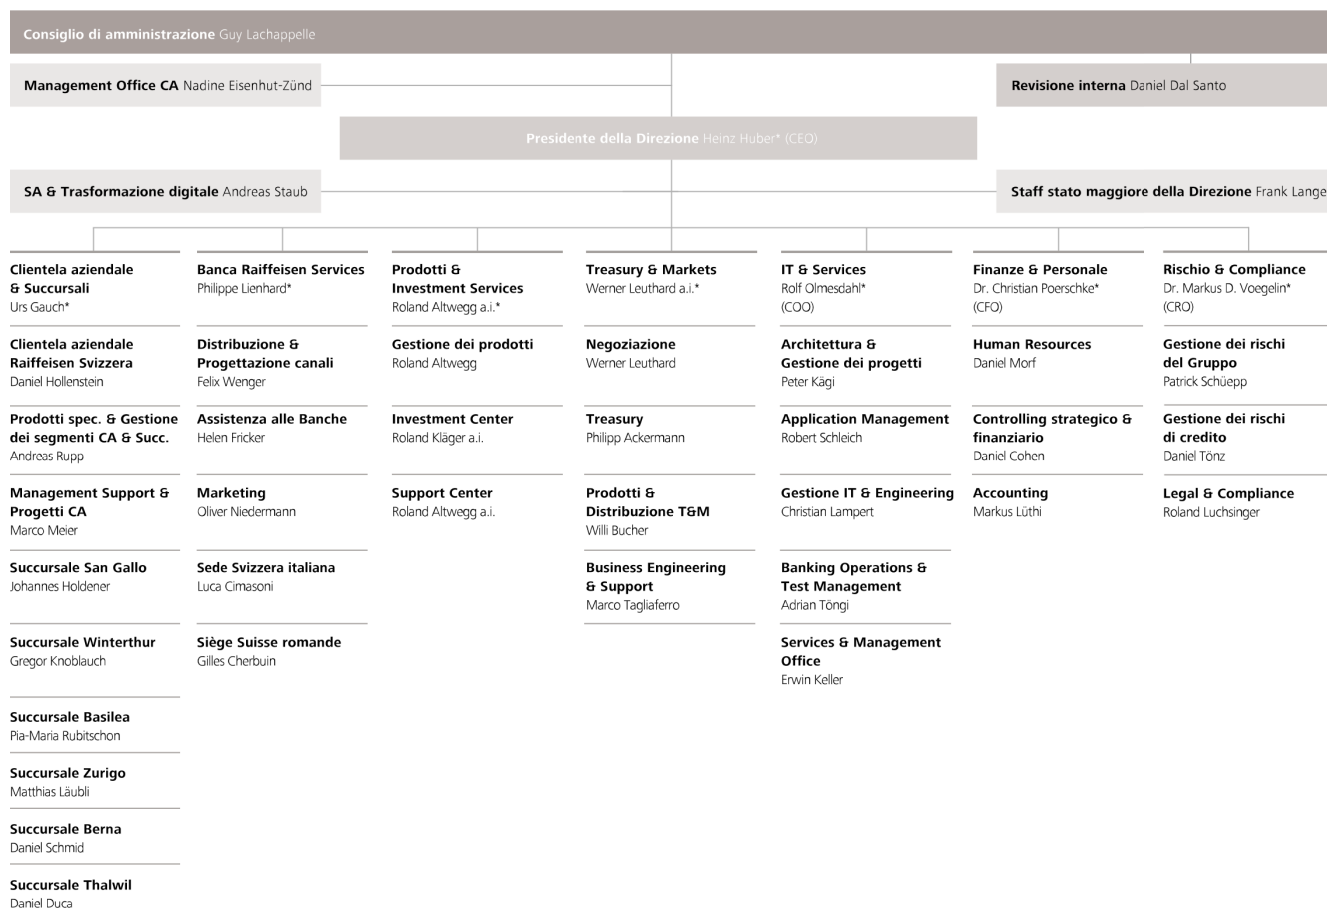 Consiglio di amministrazione Guy Lachappelle
Management Office CA Nadine Eisenhut-Zünd
Revisione interna Daniel Dal Santo
Presidente della Direzione Heinz Huber* (CEO)
SA & Trasformazione digitale Andreas Staub
Staff stato maggiore della Direzione Frank Lange
Clientela aziendale
& Succursali
Urs Gauch*
Clientela aziendale
Raiffeisen Svizzera
Daniel Hollenstein
Prodotti spec. & Gestione
dei segmenti CA & Succ.
Andreas Rupp
Management Support &
Progetti CA
Marco Meier
Succursale San Gallo
Johannes Holdener
Succursale Winterthur
Gregor Knoblauch
Succursale Basilea
Pia-Maria Rubitschon
Succursale Zurigo
Matthias Läubli
Succursale Berna
Daniel Schmid
Succursale Thalwil
Daniel Duca
Banca Raiffeisen Services
Philippe Lienhard*
Distribuzione &
Progettazione canali
Felix Wenger
Assistenza alle Banche
Helen Fricker
Marketing
Oliver Niedermann
Sede Svizzera italiana
Luca Cimasoni
Siège Suisse romande
Gilles Cherbuin
Prodotti &
Investment Services
Roland Altwegg a.i.*
Gestione dei prodotti
Roland Altwegg
Investment Center
Roland Kläger a.i.
Support Center
Roland Altwegg a.i.
Treasury & Markets
Werner Leuthard a.i.*
Negoziazione
Werner Leuthard
Treasury
Philipp Ackermann
Prodotti &
Distribuzione T&M
Willi Bucher
Business Engineering
& Support
Marco Tagliaferro
IT & Services
Rolf Olmesdahl*
(COO)
Architettura &
Gestione dei progetti
Peter Kägi
Application Management
Robert Schleich
Gestione IT & Engineering
Christian Lampert
Banking Operations &
Test Management
Adrian Töngi
Services & Management
Office
Erwin Keller
Finanze & Personale
Dr. Christian Poerschke*
(CFO)
Human Resources
Daniel Morf
Controlling strategico &
finanziario
Daniel Cohen
Accounting
Markus Lüthi
Rischio & Compliance
Dr. Markus D. Voegelin*
(CRO)
Gestione dei rischi
del Gruppo
Patrick Schüepp
Gestione dei rischi
di credito
Daniel Tönz
Legal & Compliance
Roland Luchsinger